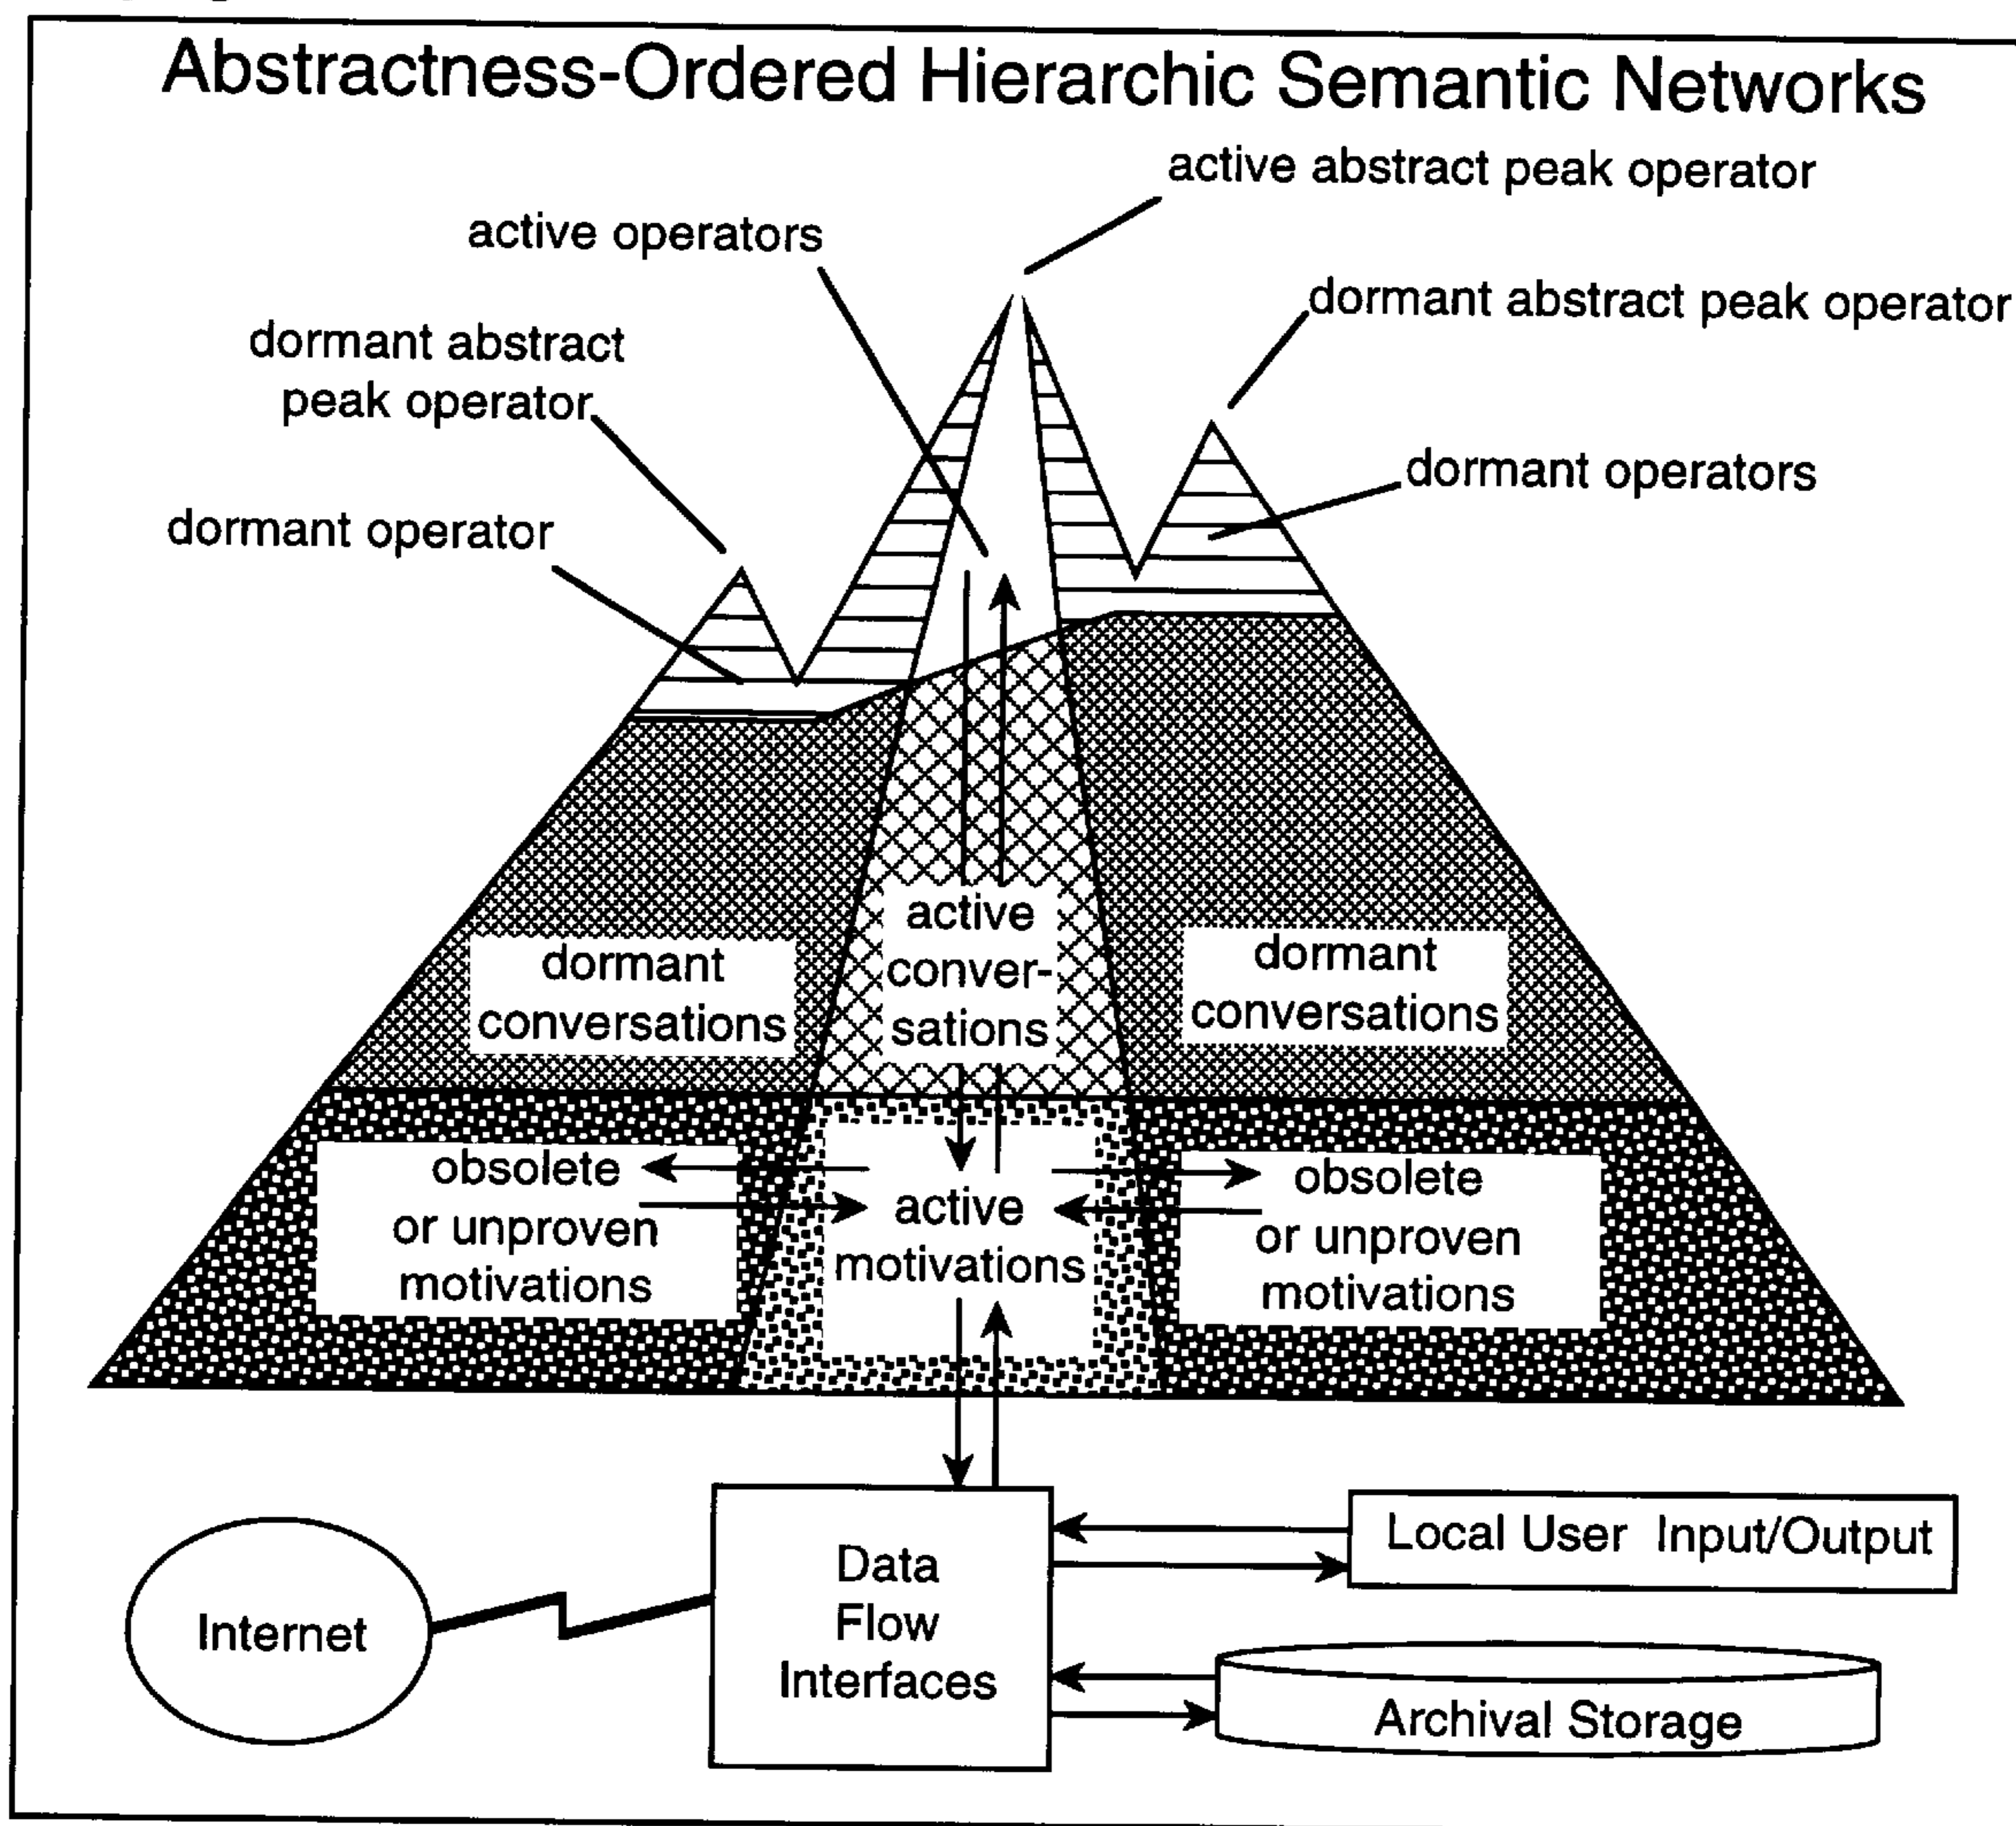 Abstractness-Ordered Hierarchic Semantic Networks
active abstract peak operator
active operators
dormant abstract peak operator
dormant abstract
peak operator
dormant operators
dormant operator
active
conver-
sations
dormant
conversations
dormant
conversations
obsolete
or unproven
motivations
active
motivations
obsolete
or unproven
motivations
Data
Flow
Interfaces
Local User Input/Output
Internet
Archival Storage